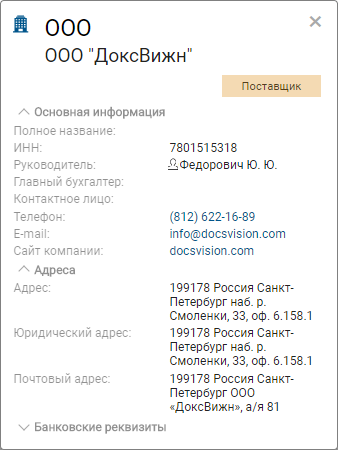 ООО
ООО "ДоксВижн"
Поставщик
Основная информация
Полное название:
ИНН: 7801515318
Руководитель: Федорович Ю. Ю.
Главный бухгалтер:
Контактное лицо:
Телефон: (812) 622-16-89
E-mail: info@docsvision.com
Сайт компании: docsvision.com
Адреса
Адрес: 199178 Россия Санкт-
Петербург наб. р.
Смоленки, 33, оф. 6.158.1
Юридический адрес: 199178 Россия Санкт-
Петербург наб. р.
Смоленки, 33, оф. 6.158.1
Почтовый адрес: 199178 Россия Санкт-
Петербург ООО
«ДоксВижн», а/я 81
Банковские реквизиты